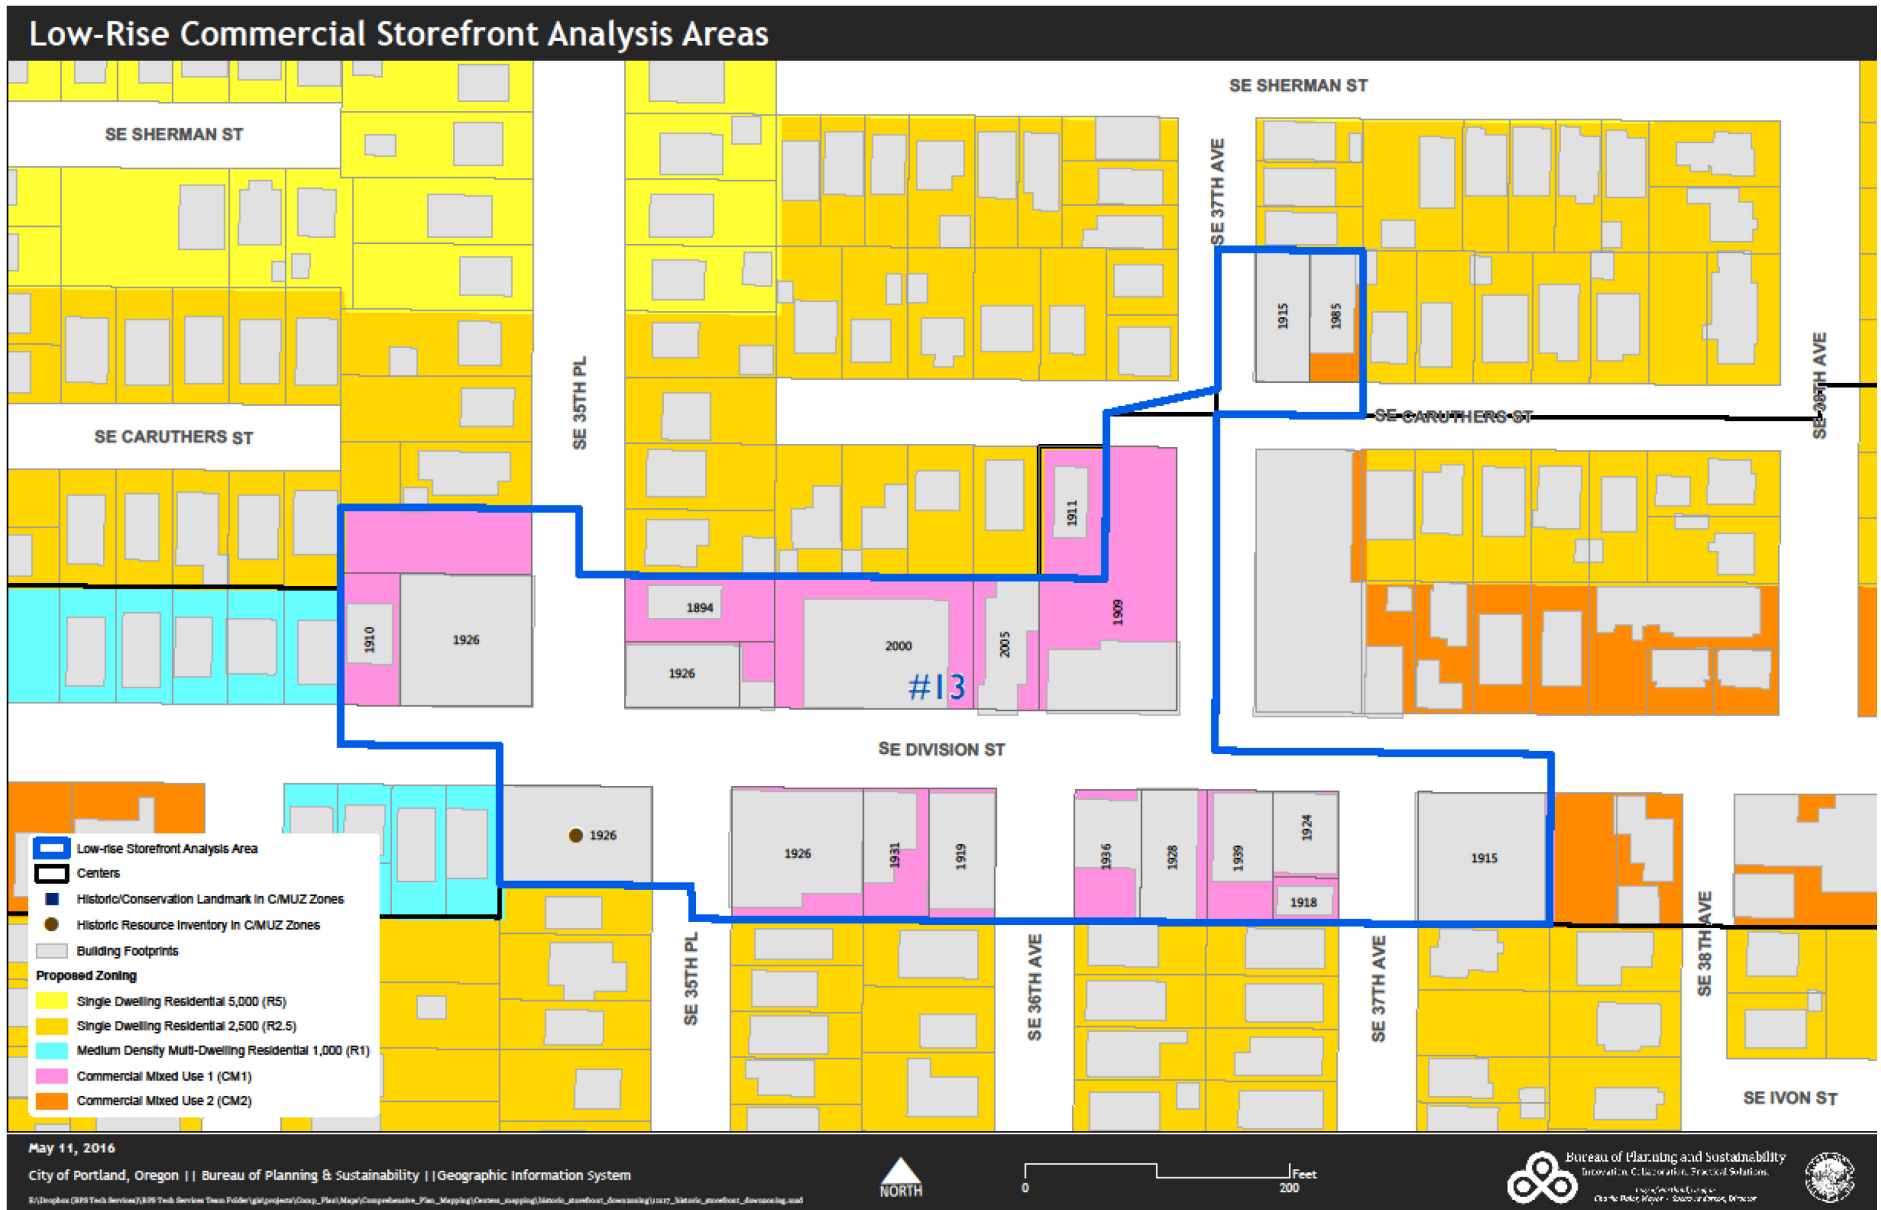 Low-Rise Commercial Storefront Analysis Areas
SE SHERMAN ST
SE SHERMAN ST
SE 37TH AVE
1915
1985
SE 35TH PL
SE 38TH AVE
SE CARUTHERS ST
SE CARUTHERS ST
1911
1894
1909
1910
1926
2000
2005
1926
#13
SE DIVISION ST
1926
1926
1931
1919
1936
1928
1939
1924
1918
1915
Low-rise Storefront Analysis Area
Centers
Historic/Conservation Landmark in C/MUZ Zones
Historic Resource Inventory in C/MUZ Zones
Building Footprints
Proposed Zoning
Single Dwelling Residential 5,000 (R5)
Single Dwelling Residential 2,500 (R2.5)
Medium Density Multi-Dwelling Residential 1,000 (R1)
Commercial Mixed Use 1 (CM1)
Commercial Mixed Use 2 (CM2)
SE 35TH PL
SE 36TH AVE
SE 37TH AVE
SE 38TH AVE
SE IVON ST
May 11, 2016
City of Portland, Oregon || Bureau of Planning & Sustainability ||Geographic Information System
NORTH
0
200
Feet
Bureau of Planning and Sustainability
Innovation. Collaboration. Practical Solutions.